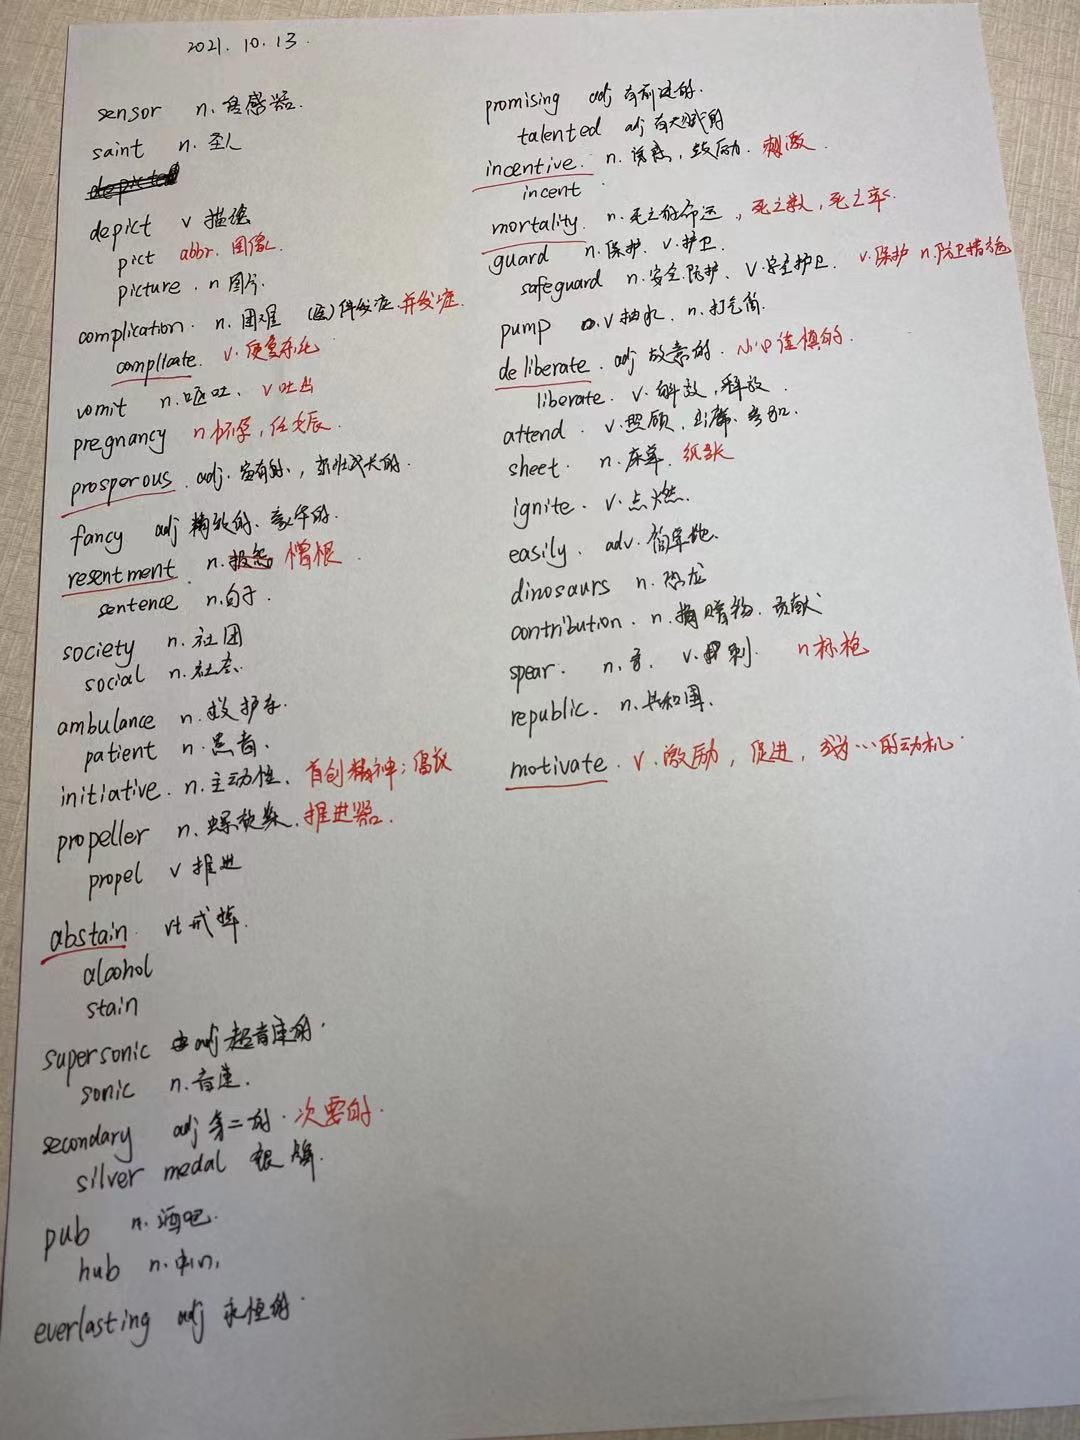 2021. 10. 13.
sensor n. 传感器.
saint n. 圣人
depict v 描绘
pict abbr. 图像
picture. n 图片.
complication. n. 困难 (医)併发症. 并发症.
complicate. v. 使复杂化
vomit n. 呕吐. v 吐出
pregnancy n 怀孕, 妊娠.
prosperous. adj. 富有的., 茁壮成长的.
fancy adj 精致的、豪华的.
resentment. n. 憎恨.
sentence n. 句子.
society n. 社团
social n. 社交.
ambulance n. 救护车.
patient n. 患者.
initiative. n. 主动性、首创精神; 倡议
propeller n. 螺旋桨. 推进器.
propel v 推进
abstain. vt 戒掉.
alcohol
stain
supersonic adj 超音速的.
sonic n. 音速.
secondary adj 第二的. 次要的.
silver medal 银牌.
pub n. 酒吧.
hub n. 中心,
everlasting adj 永恒的.
promising adj 有前途的.
talented adj 有天赋的
incentive. n. 诱惑, 鼓励. 刺激.
incent
mortality. n. 死亡的命运, 死亡数, 死亡率.
guard n. 保护. v. 护卫.
safeguard n. 安全防护、v. 安全护卫. v. 保护 n. 防卫措施
pump v 抽水. n. 打气筒.
deliberate. adj 故意的. 小心谨慎的.
liberate. v. 解放, 释放.
attend. v. 照顾、出席、参加.
sheet. n. 床单. 纸张
ignite. v. 点燃.
easily. adv. 简单地.
dinosaurs n. 恐龙
contribution. n. 捐赠物. 贡献
spear. n. 矛. v. 刺. n 标枪
republic. n. 共和国.
motivate. v. 激励, 促进, 成为…的动机.